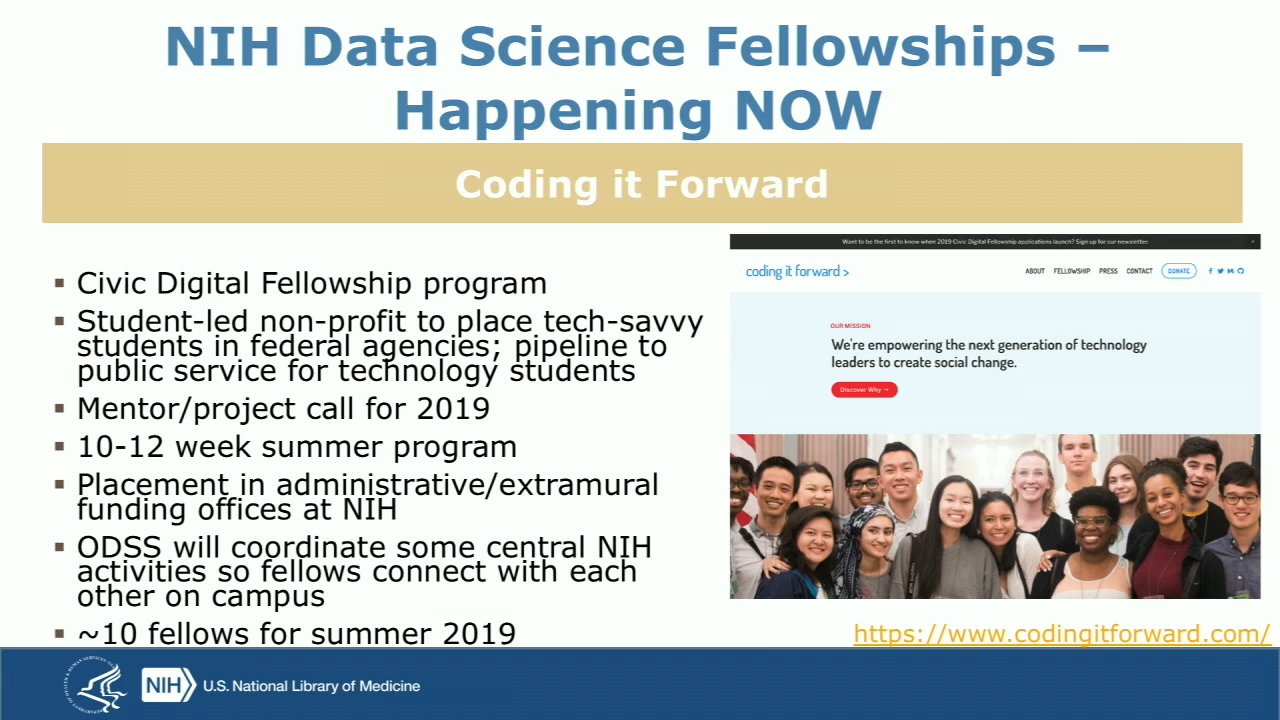 NIH Data Science Fellowships –
Happening NOW
Coding it Forward
▪ Civic Digital Fellowship program
▪ Student-led non-profit to place tech-savvy
students in federal agencies; pipeline to
public service for technology students
▪ Mentor/project call for 2019
▪ 10-12 week summer program
▪ Placement in administrative/extramural
funding offices at NIH
▪ ODSS will coordinate some central NIH
activities so fellows connect with each
other on campus
▪ ~10 fellows for summer 2019
Want to be the first to know when 2019 Civic Digital Fellowship applications launch? Sign up for our newsletter. ×
coding it forward >
ABOUT FELLOWSHIP PRESS CONTACT DONATE
OUR MISSION
We're empowering the next generation of technology
leaders to create social change.
Discover Why →
https://www.codingitforward.com/
NIH
U.S. National Library of Medicine